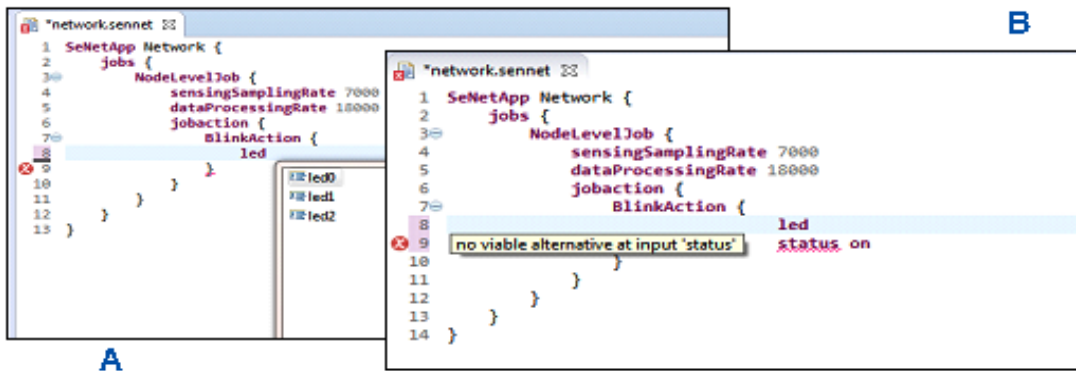 *network.sennet
1 SeNetApp Network {
2 jobs {
3 NodeLevelJob {
4 sensingSamplingRate 7000
5 dataProcessingRate 18000
6 jobaction {
7 BlinkAction {
8 led
9 }
10 }
11 }
12 }
13 }
led0
led1
led2
A
B
*network.sennet
1 SeNetApp Network {
2 jobs {
3 NodeLevelJob {
4 sensingSamplingRate 7000
5 dataProcessingRate 18000
6 jobaction {
7 BlinkAction {
8 led
9 no viable alternative at input 'status' status on
10 }
11 }
12 }
13 }
14 }